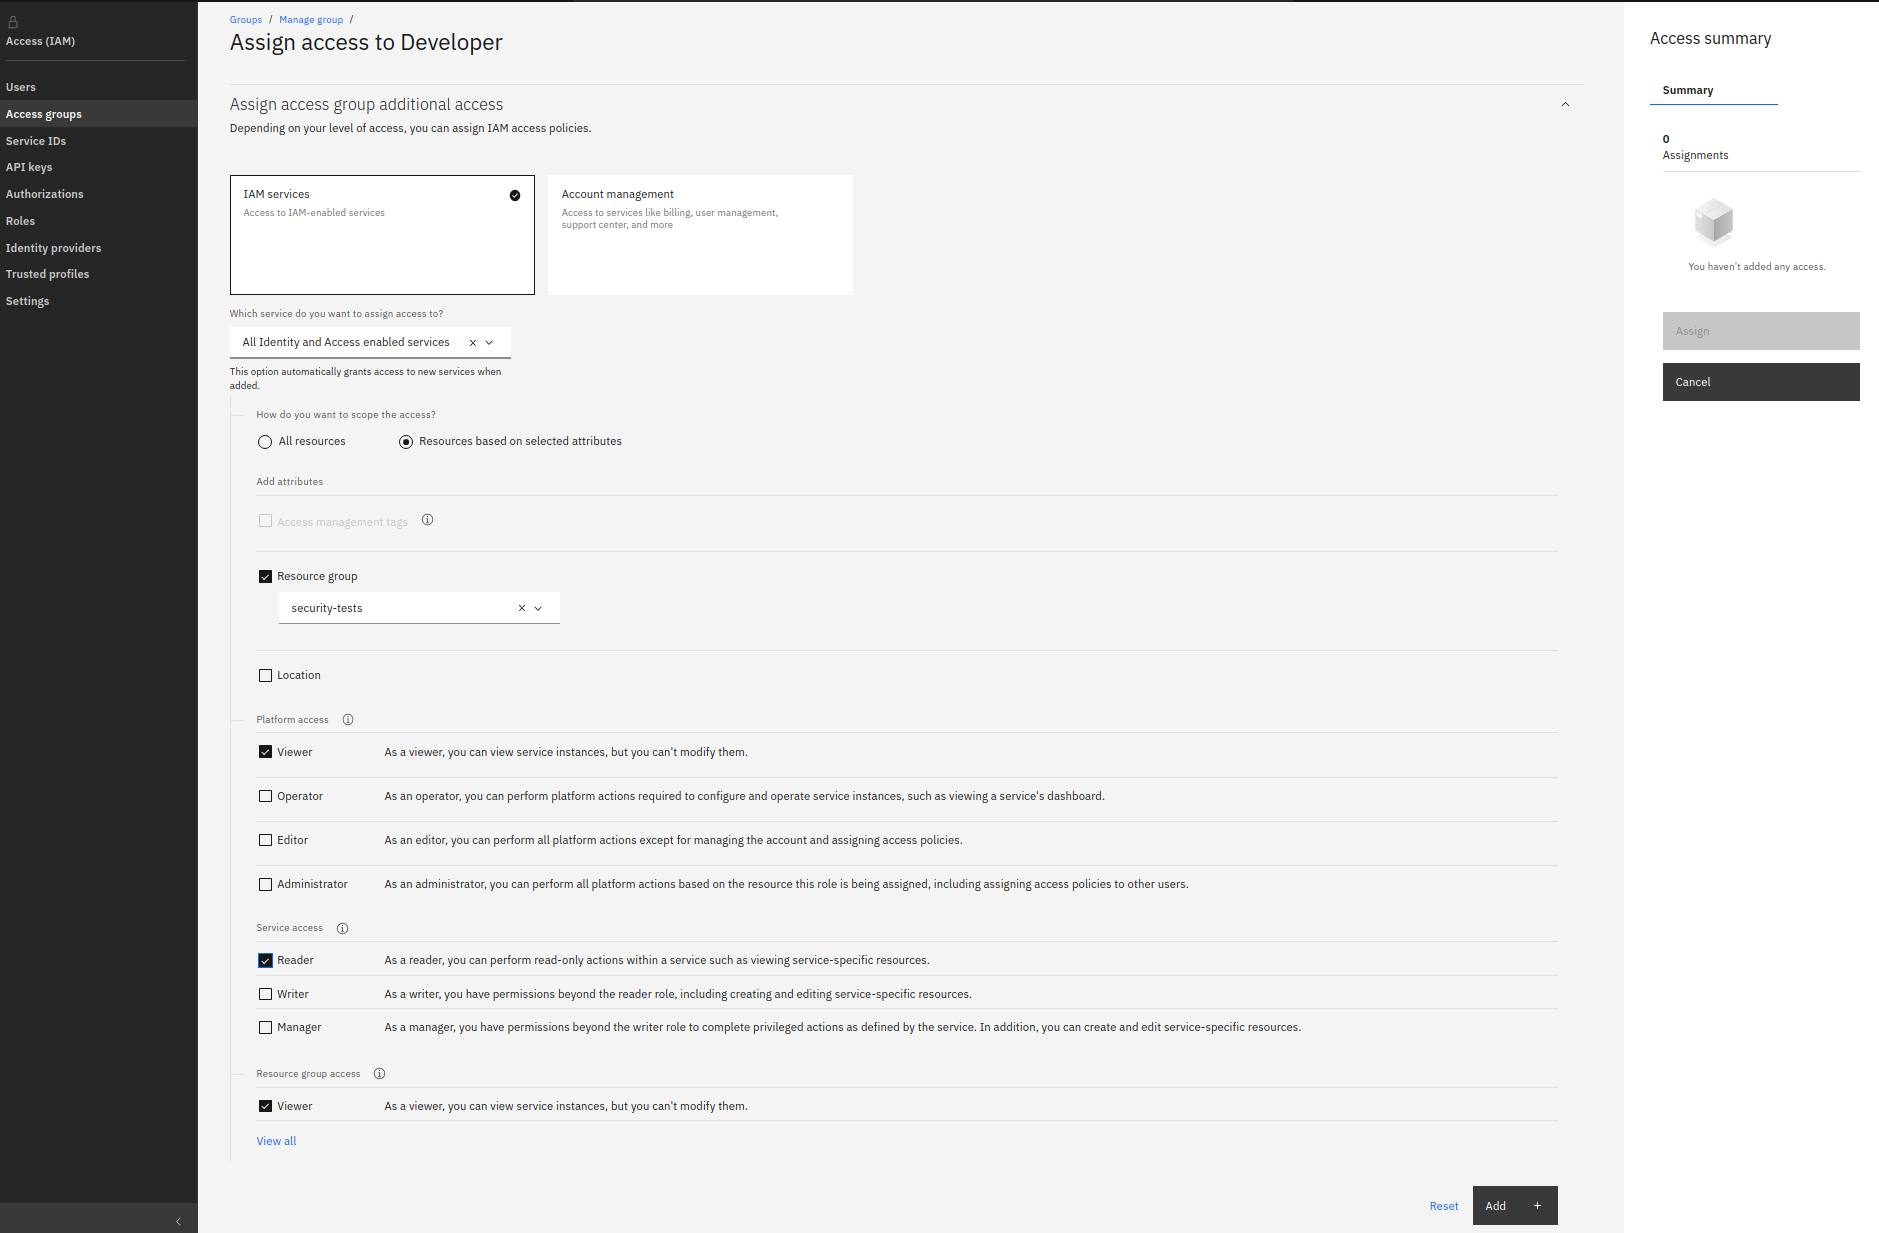 Access (IAM)
Users
Access groups
Service IDs
API keys
Authorizations
Roles
Identity providers
Trusted profiles
Settings
Groups / Manage group /
Assign access to Developer
Assign access group additional access
Depending on your level of access, you can assign IAM access policies.
IAM services
Access to IAM-enabled services
Account management
Access to services like billing, user management,
support center, and more
Which service do you want to assign access to?
All Identity and Access enabled services
This option automatically grants access to new services when
added.
How do you want to scope the access?
All resources
Resources based on selected attributes
Add attributes
Access management tags
Resource group
security-tests
Location
Platform access
Viewer As a viewer, you can view service instances, but you can't modify them.
Operator As an operator, you can perform platform actions required to configure and operate service instances, such as viewing a service's dashboard.
Editor As an editor, you can perform all platform actions except for managing the account and assigning access policies.
Administrator As an administrator, you can perform all platform actions based on the resource this role is being assigned, including assigning access policies to other users.
Service access
Reader As a reader, you can perform read-only actions within a service such as viewing service-specific resources.
Writer As a writer, you have permissions beyond the reader role, including creating and editing service-specific resources.
Manager As a manager, you have permissions beyond the writer role to complete privileged actions as defined by the service. In addition, you can create and edit service-specific resources.
Resource group access
Viewer As a viewer, you can view service instances, but you can't modify them.
View all
Reset
Add +
Access summary
Summary
0
Assignments
You haven't added any access.
Assign
Cancel